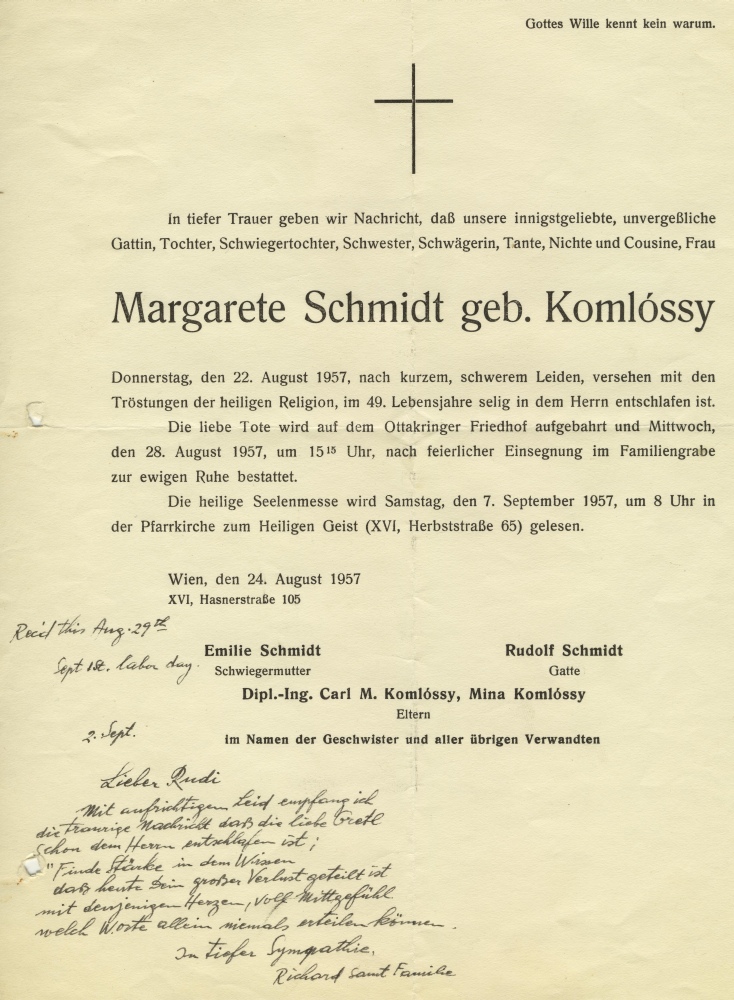 Gottes Wille kennt kein warum.
In tiefer Trauer geben wir Nachricht, daß unsere innigstgeliebte, unvergeßliche
Gattin, Tochter, Schwiegertochter, Schwester, Schwägerin, Tante, Nichte und Cousine, Frau
Margarete Schmidt geb. Komlóssy
Donnerstag, den 22. August 1957, nach kurzem, schwerem Leiden, versehen mit den
Tröstungen der heiligen Religion, im 49. Lebensjahre selig in dem Herrn entschlafen ist.
Die liebe Tote wird auf dem Ottakringer Friedhof aufgebahrt und Mittwoch,
den 28. August 1957, um 15¹⁵ Uhr, nach feierlicher Einsegnung im Familiengrabe
zur ewigen Ruhe bestattet.
Die heilige Seelenmesse wird Samstag, den 7. September 1957, um 8 Uhr in
der Pfarrkirche zum Heiligen Geist (XVI, Herbststraße 65) gelesen.
Wien, den 24. August 1957
XVI, Hasnerstraße 105
Rec'd this Aug. 29th
Sept 1st. labor day.
Emilie Schmidt
Schwiegermutter
Rudolf Schmidt
Gatte
Dipl.-Ing. Carl M. Komlóssy, Mina Komlóssy
Eltern
im Namen der Geschwister und aller übrigen Verwandten
2. Sept.
Lieber Rudi
Mit aufrichtigem Leid empfang ich
die traurige Nachricht daß die liebe Gretl
schon dem Herrn entschlafen ist;
"Finde Stärke in dem Wissen
daß heute Dein großer Verlust geteilt ist
mit denjenigen Herzen, voll Mittgefühl
welch Worte allein niemals erteilen können.
In tiefer Sympathie,
Richard samt Familie